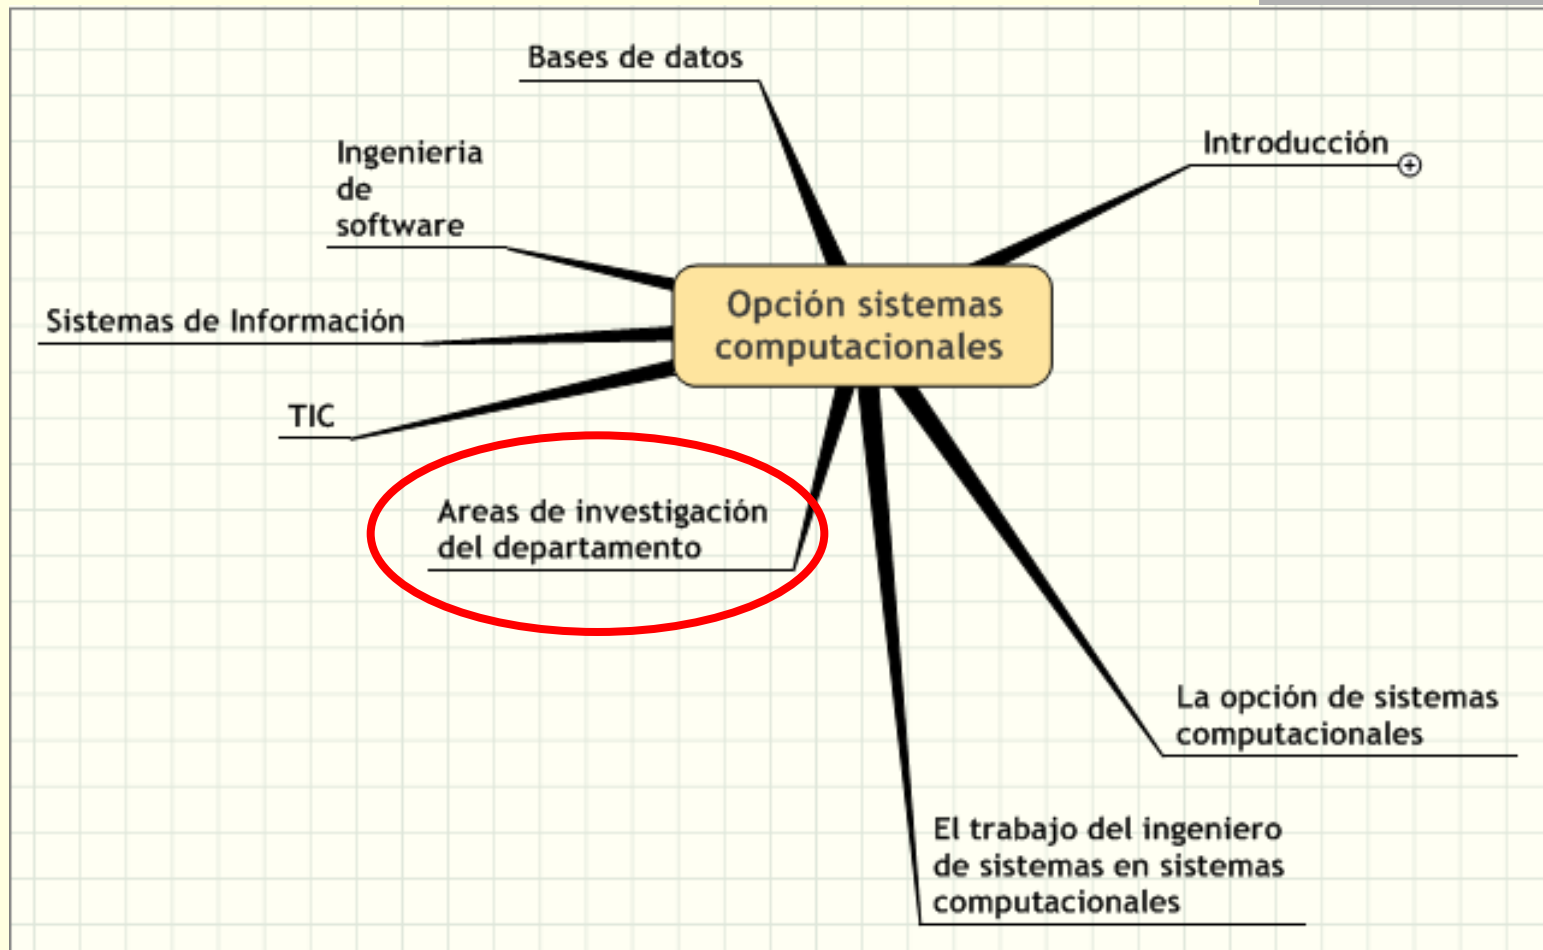 Bases de datos
Introducción
Ingenieria
de
software
Opción sistemas
computacionales
Sistemas de Información
TIC
Areas de investigación
del departamento
La opción de sistemas
computacionales
El trabajo del ingeniero
de sistemas en sistemas
computacionales